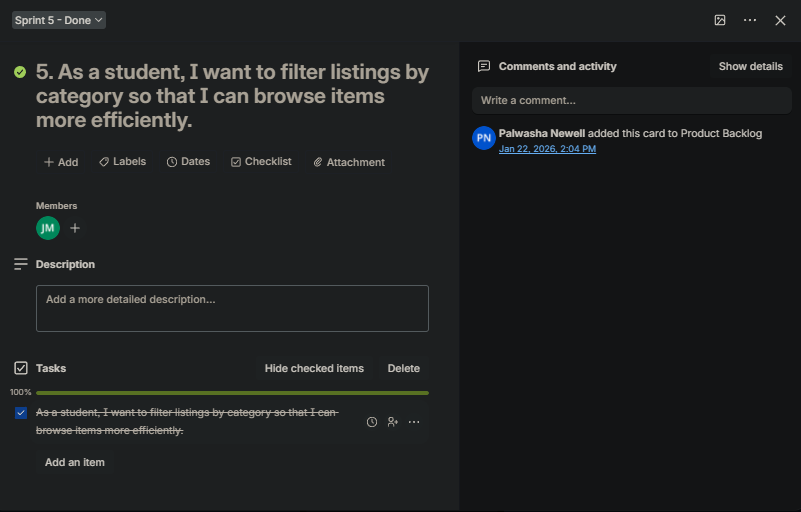 Sprint 5 - Done
5. As a student, I want to filter listings by
category so that I can browse items
more efficiently.
Add
Labels
Dates
Checklist
Attachment
Members
JM
Description
Add a more detailed description...
Tasks
Hide checked items
Delete
100%
As a student, I want to filter listings by category so that I can
browse items more efficiently.
Add an item
Comments and activity
Show details
Write a comment...
PN
Palwasha Newell added this card to Product Backlog
Jan 22, 2026, 2:04 PM